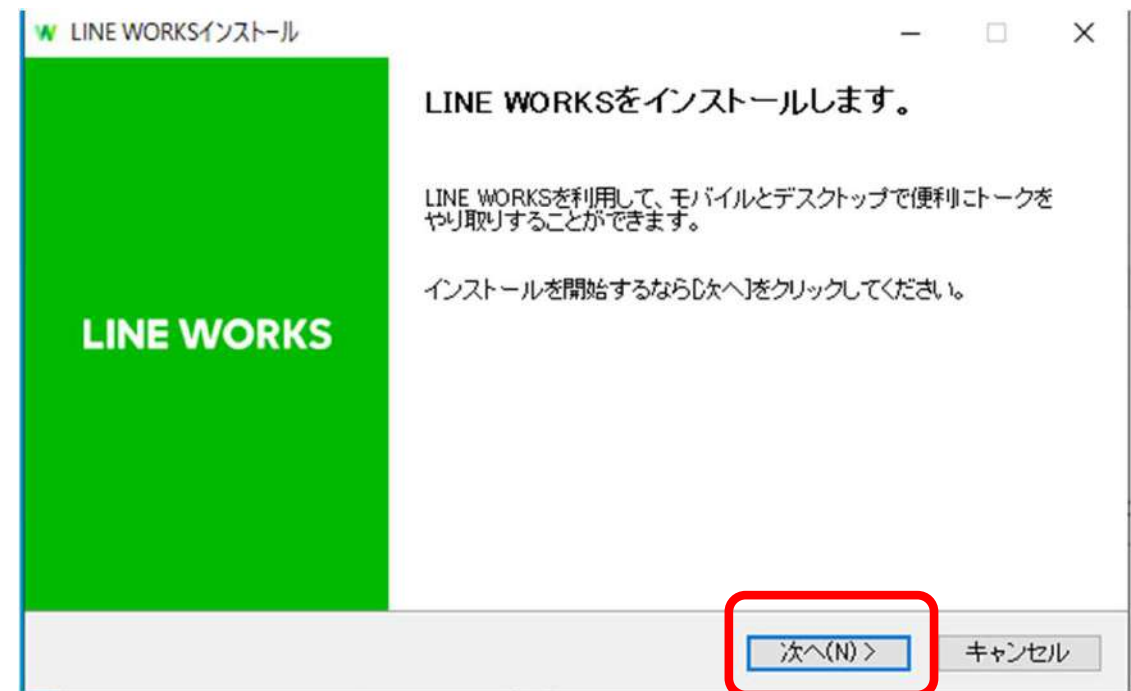 LINE WORKSインストール
LINE WORKSをインストールします。
LINE WORKSを利用して、モバイルとデスクトップで便利にトークを
やり取りすることができます。
インストールを開始するなら[次へ]をクリックしてください。
LINE WORKS
次へ(N) >
キャンセル